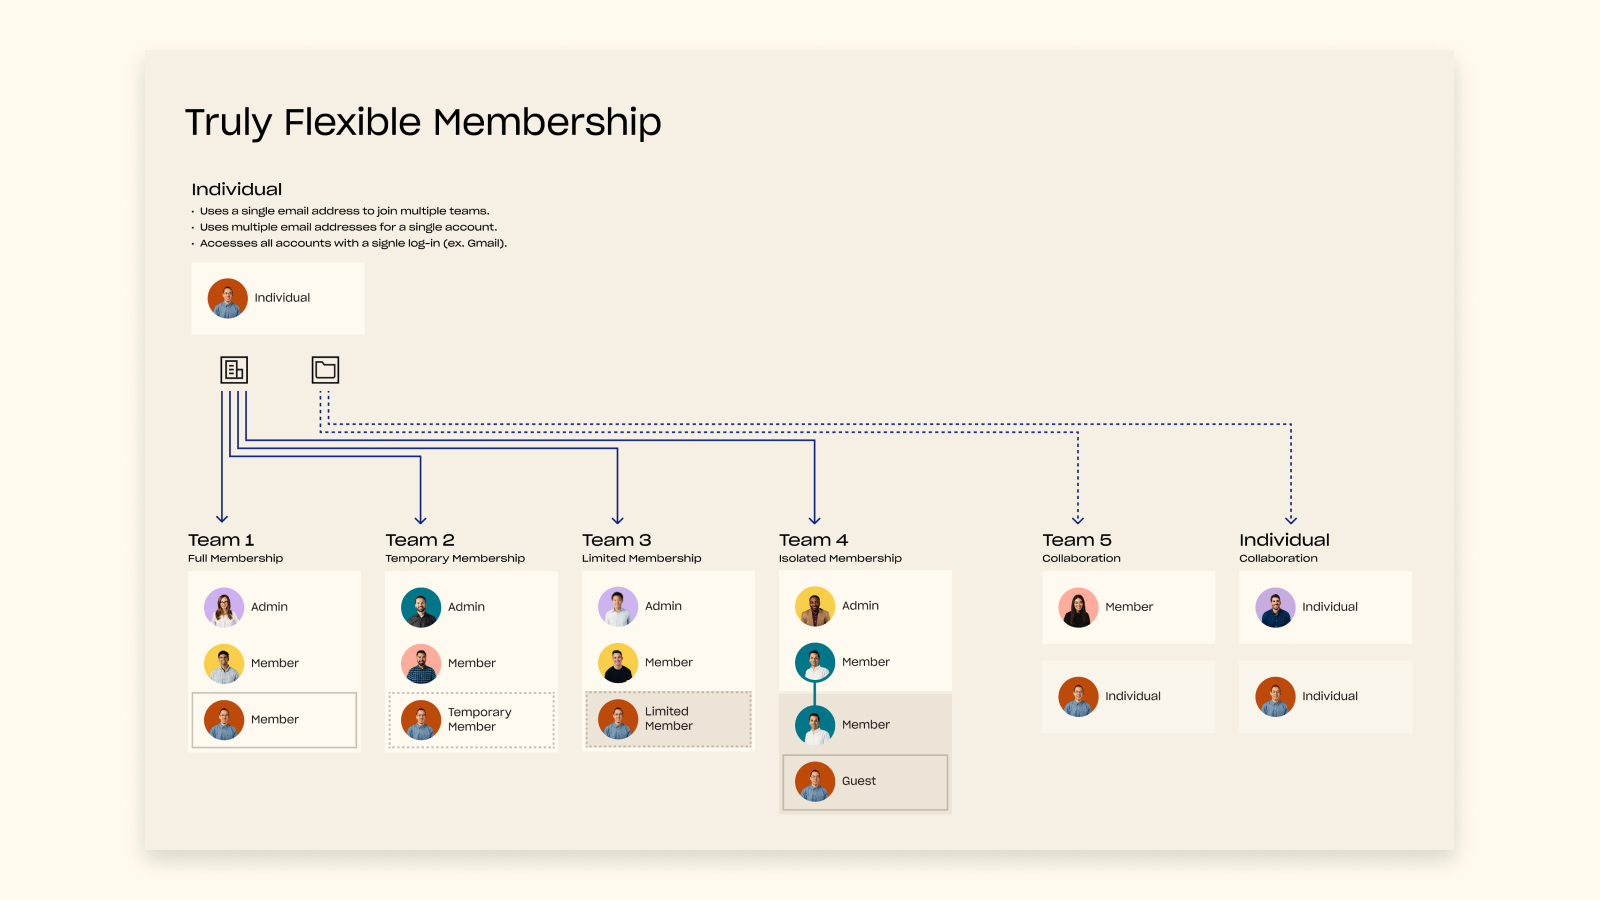 Truly Flexible Membership
Individual
· Uses a single email address to join multiple teams.
· Uses multiple email addresses for a single account.
· Accesses all accounts with a signle log-in (ex. Gmail).
Individual
Team 1
Full Membership
Admin
Member
Member
Team 2
Temporary Membership
Admin
Member
Temporary
Member
Team 3
Limited Membership
Admin
Member
Limited
Member
Team 4
Isolated Membership
Admin
Member
Member
Guest
Team 5
Collaboration
Member
Individual
Individual
Collaboration
Individual
Individual